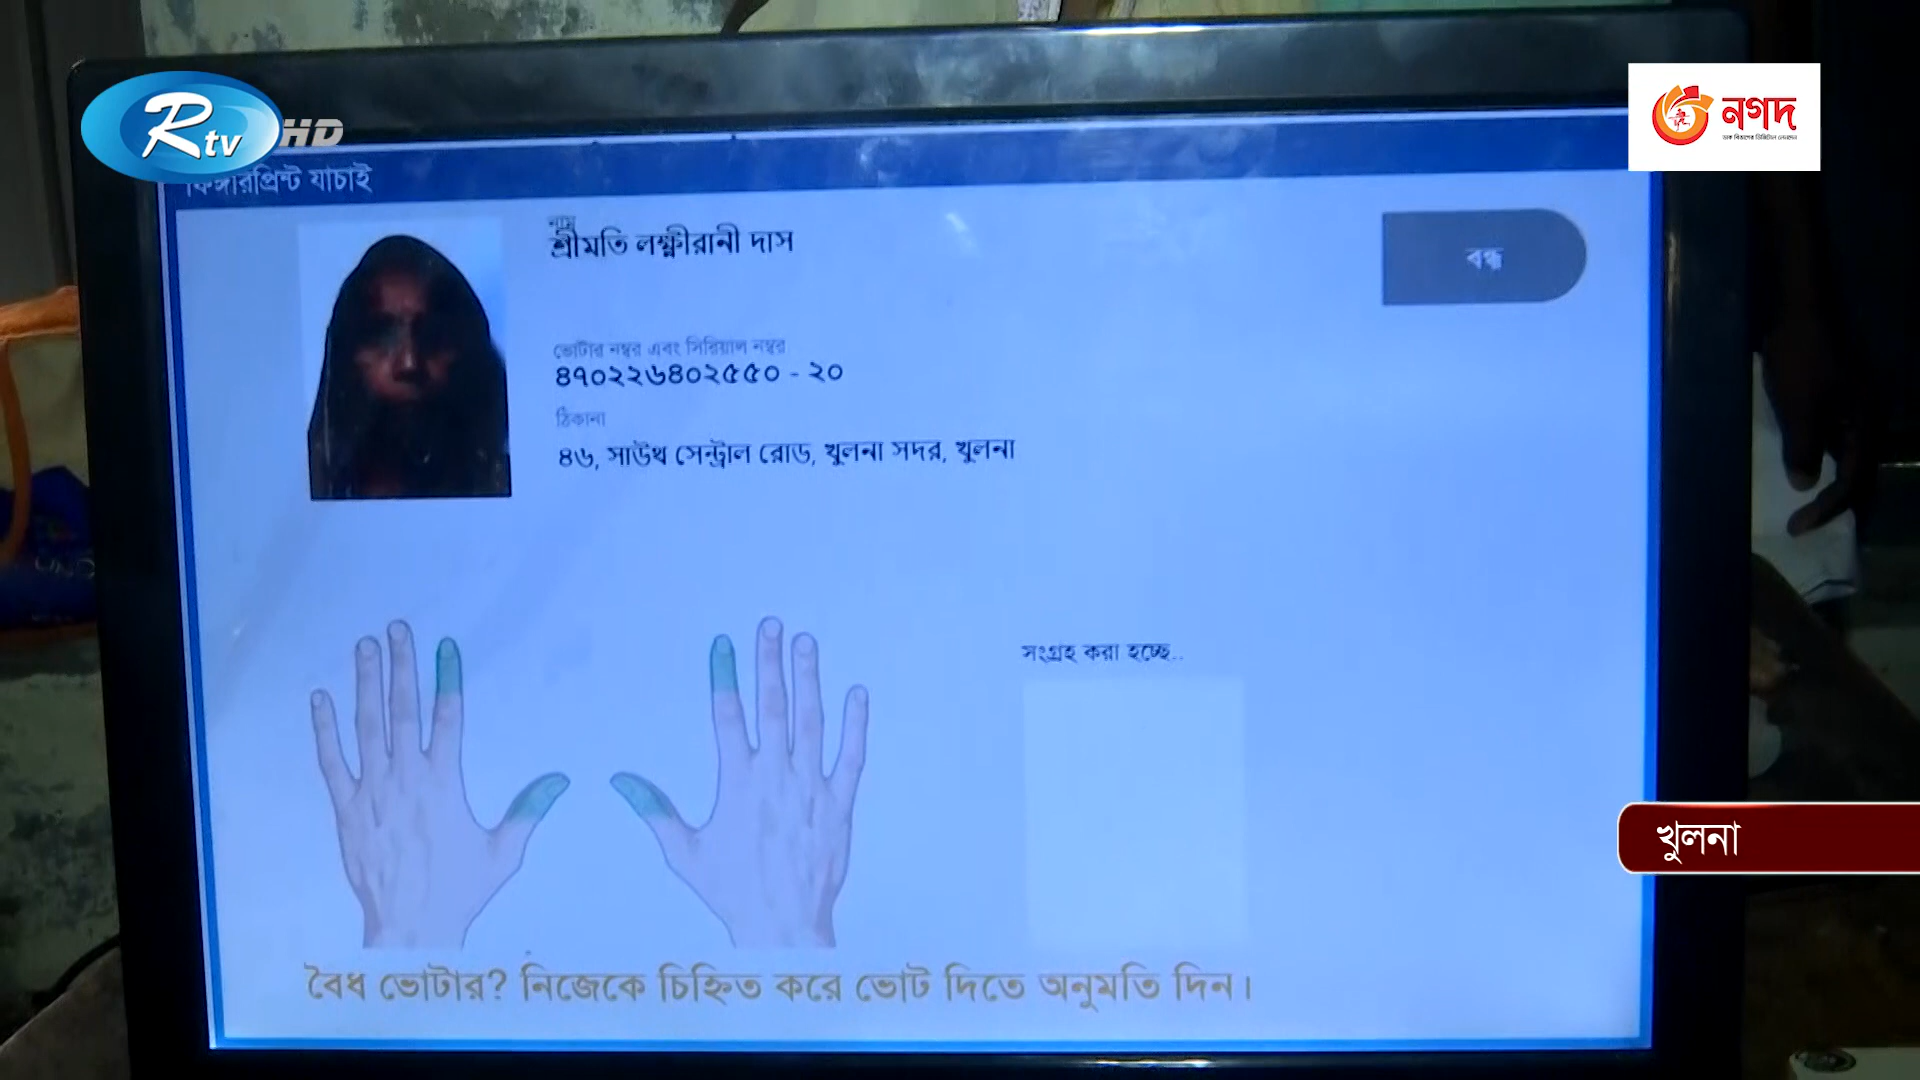 Rtv HD
নগদ
ফিঙ্গারপ্রিন্ট যাচাই
নাম
শ্রীমতি লক্ষ্মীরানী দাস
বন্ধ
ভোটার নম্বর এবং সিরিয়াল নম্বর
৪৭০২২৬৪০২৫৫০ - ২০
ঠিকানা
৪৬, সাউথ সেন্ট্রাল রোড, খুলনা সদর, খুলনা
সংগ্রহ করা হচ্ছে..
খুলনা
বৈধ ভোটার? নিজেকে চিহ্নিত করে ভোট দিতে অনুমতি দিন।